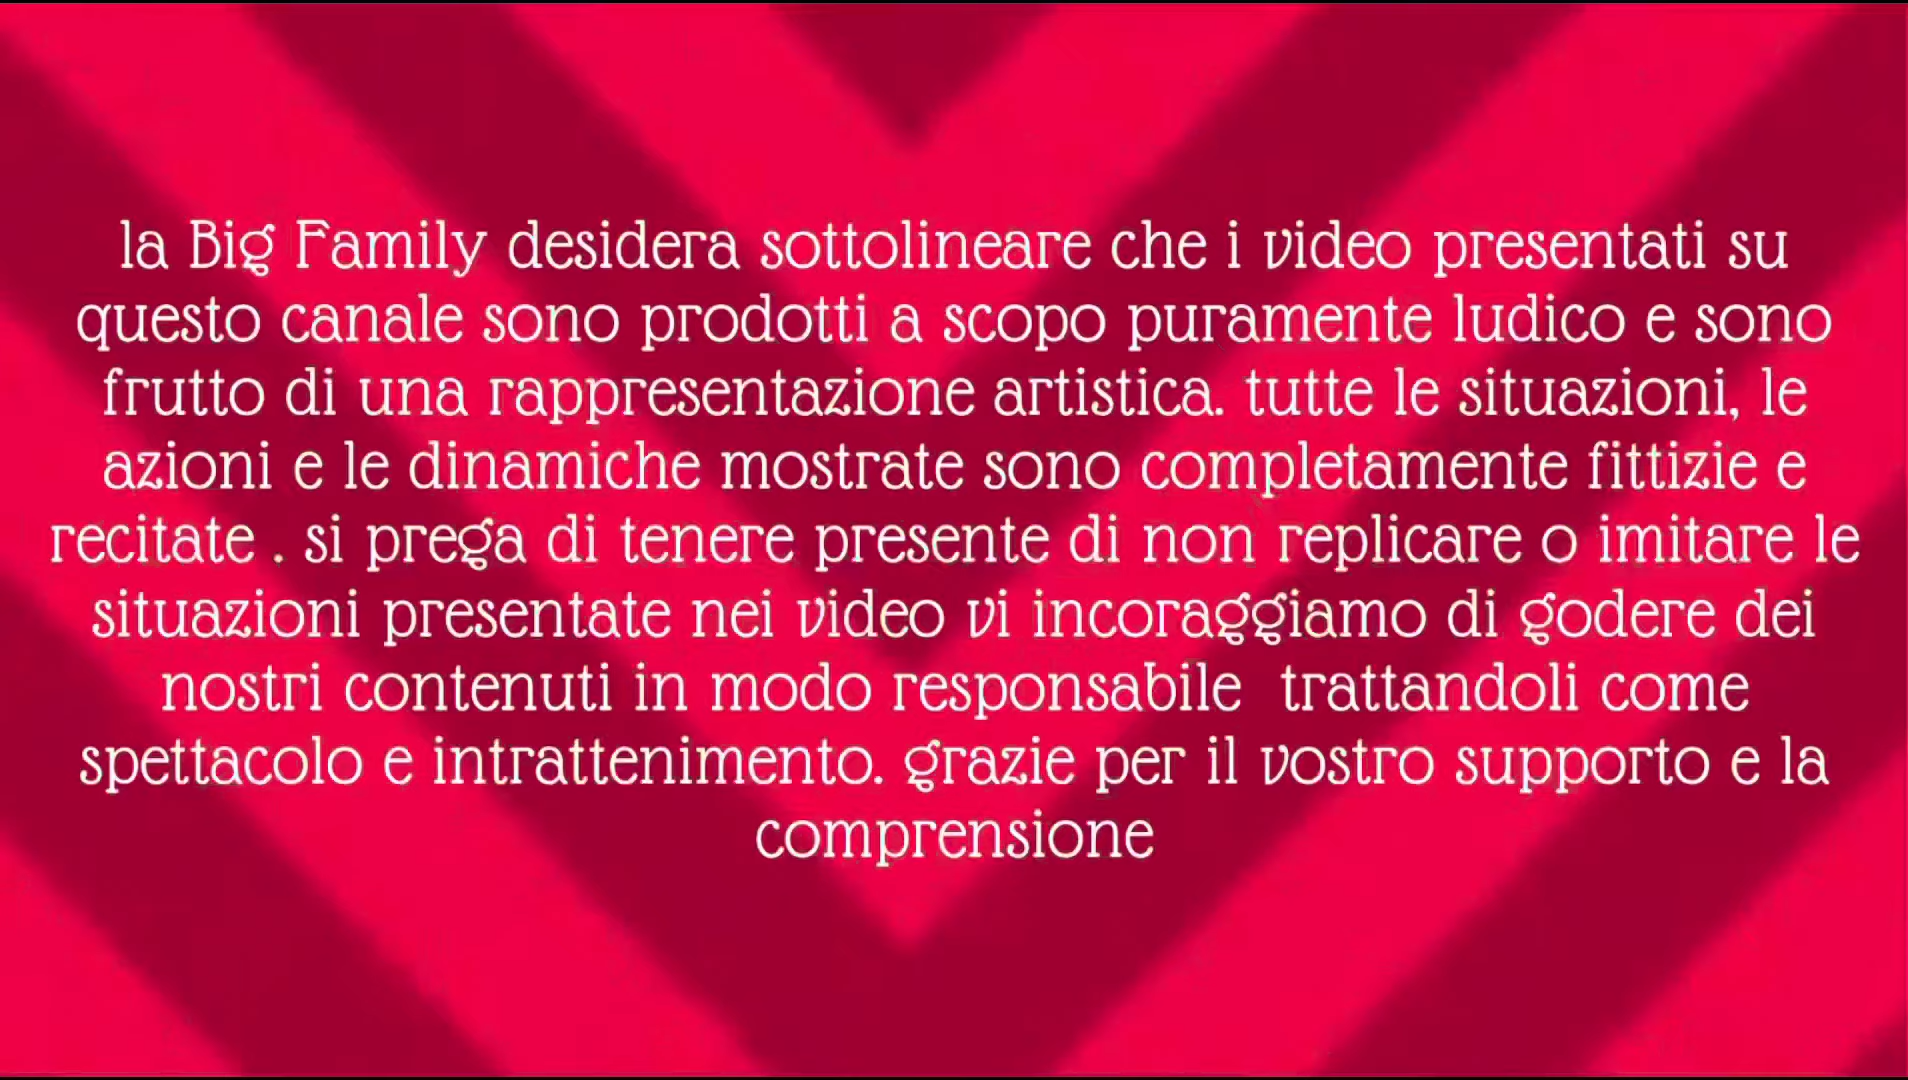 la Big Family desidera sottolineare che i video presentati su
questo canale sono prodotti a scopo puramente ludico e sono
frutto di una rappresentazione artistica. tutte le situazioni, le
azioni e le dinamiche mostrate sono completamente fittizie e
recitate . si prega di tenere presente di non replicare o imitare le
situazioni presentate nei video vi incoraggiamo di godere dei
nostri contenuti in modo responsabile  trattandoli come
spettacolo e intrattenimento. grazie per il vostro supporto e la
comprensione